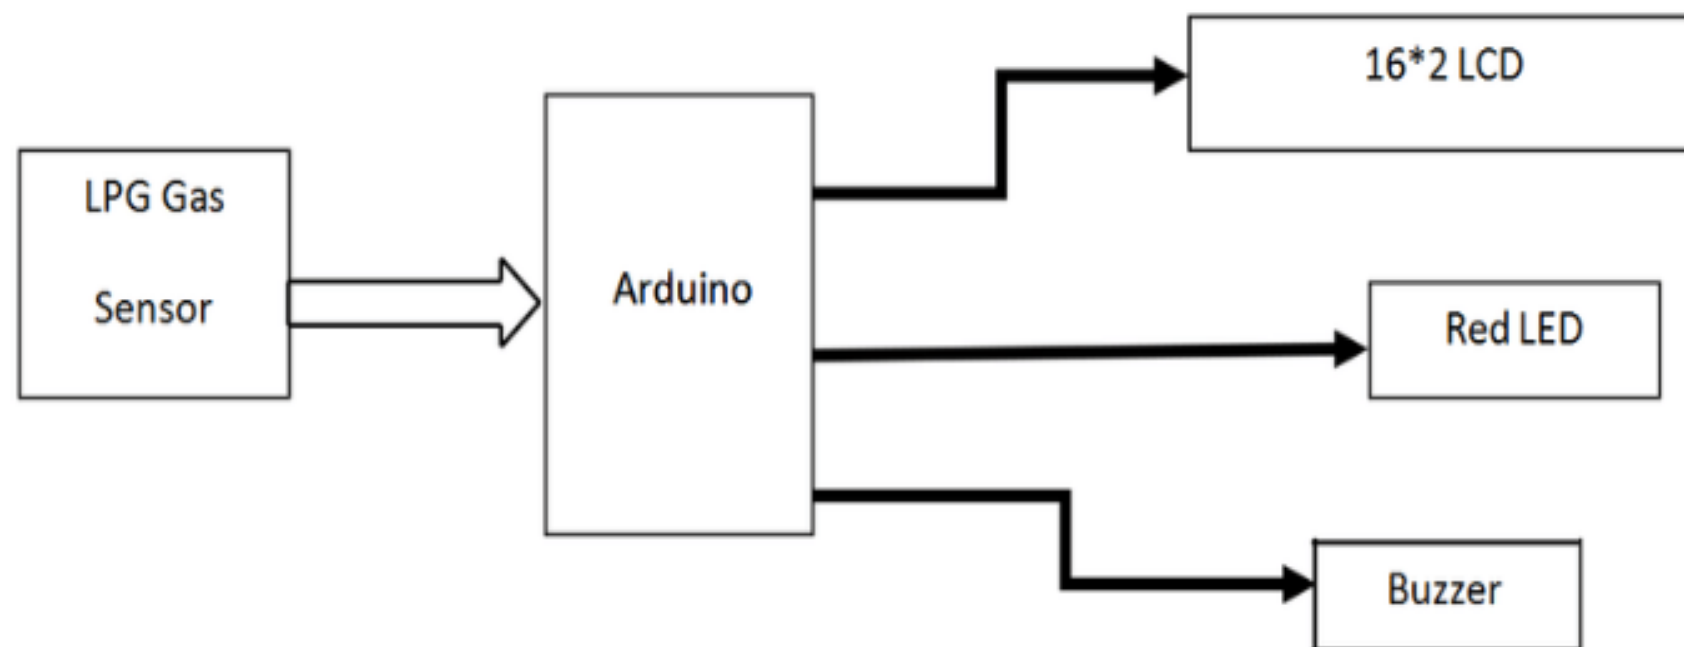 LPG Gas
Sensor
Arduino
16*2 LCD
Red LED
Buzzer